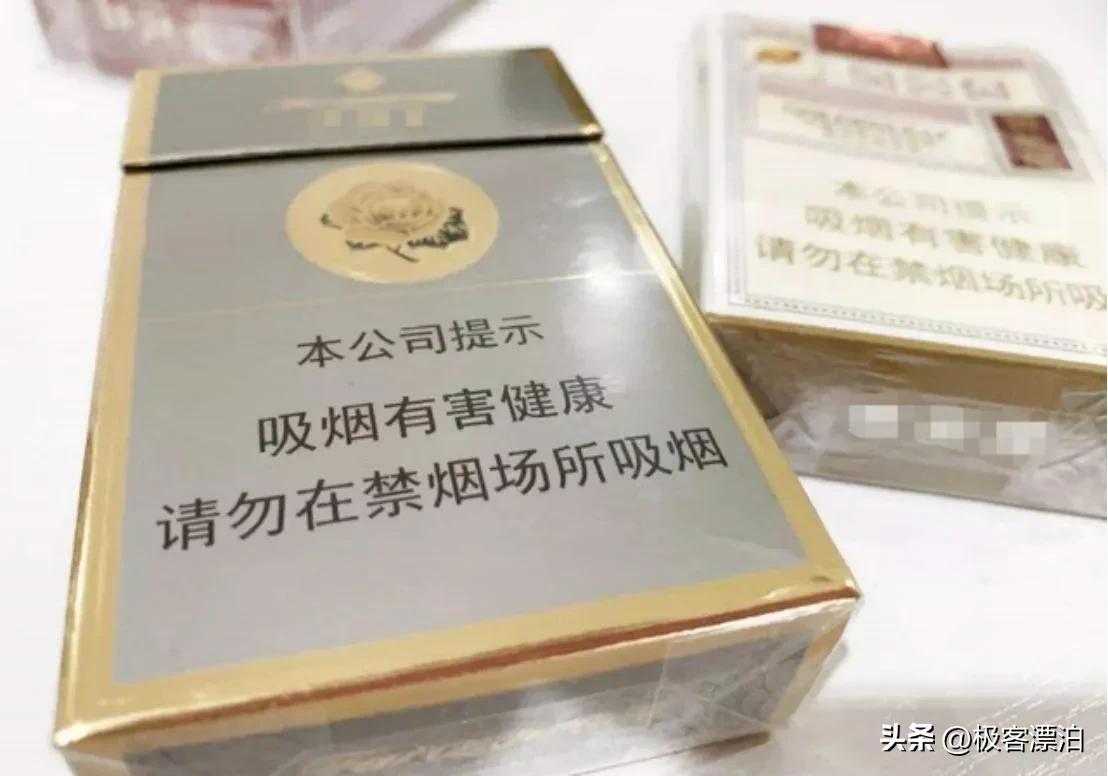 本公司提示
吸烟有害健康
请勿在禁烟场所吸烟
本公司提示
吸烟有害健康
请勿在禁烟场所吸
头条 @极客漂泊